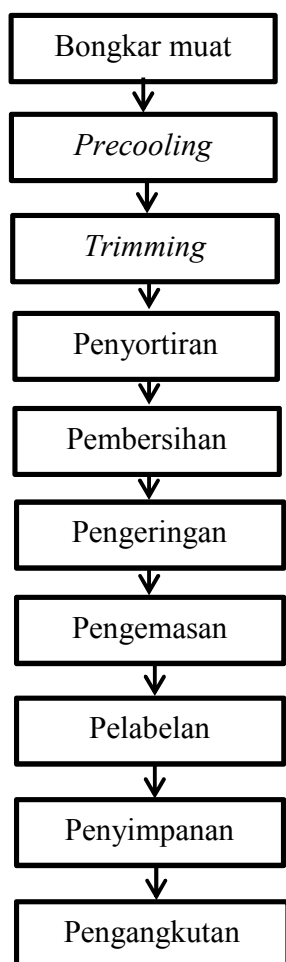 Bongkar muat
Precooling
Trimming
Penyortiran
Pembersihan
Pengeringan
Pengemasan
Pelabelan
Penyimpanan
Pengangkutan